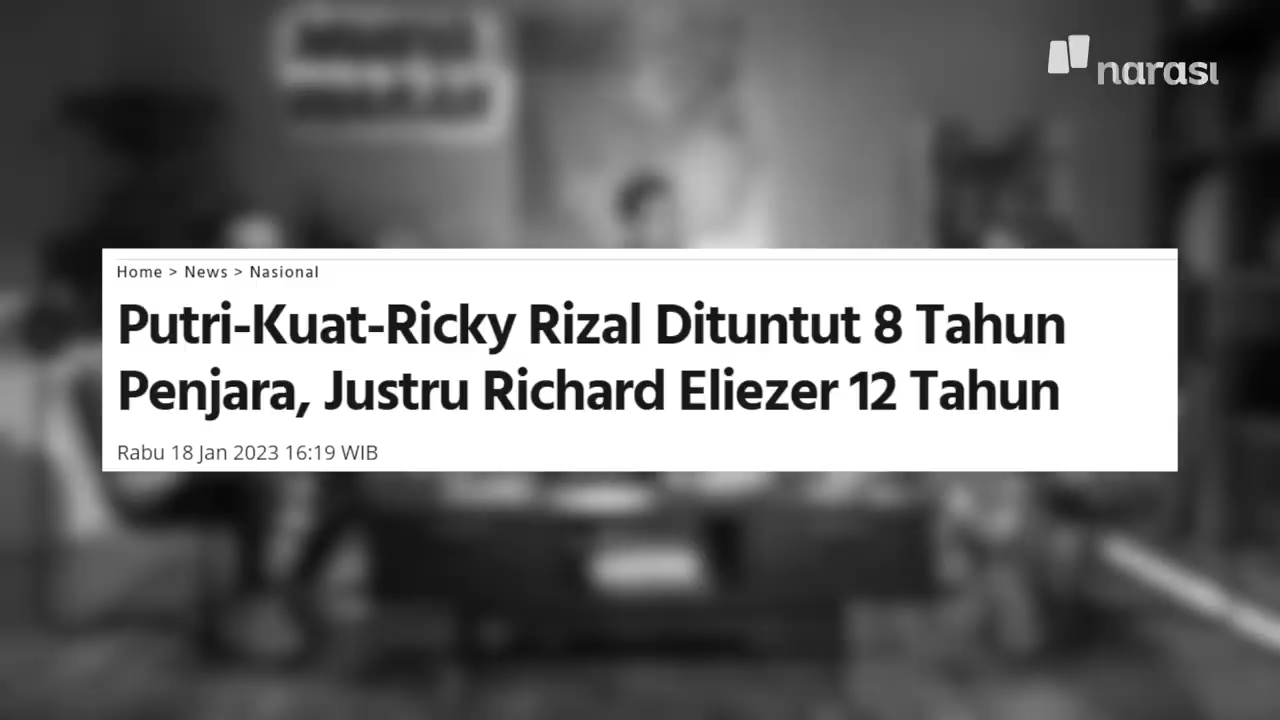 narasi
Home > News > Nasional
Putri-Kuat-Ricky Rizal Dituntut 8 Tahun
Penjara, Justru Richard Eliezer 12 Tahun
Rabu 18 Jan 2023 16:19 WIB